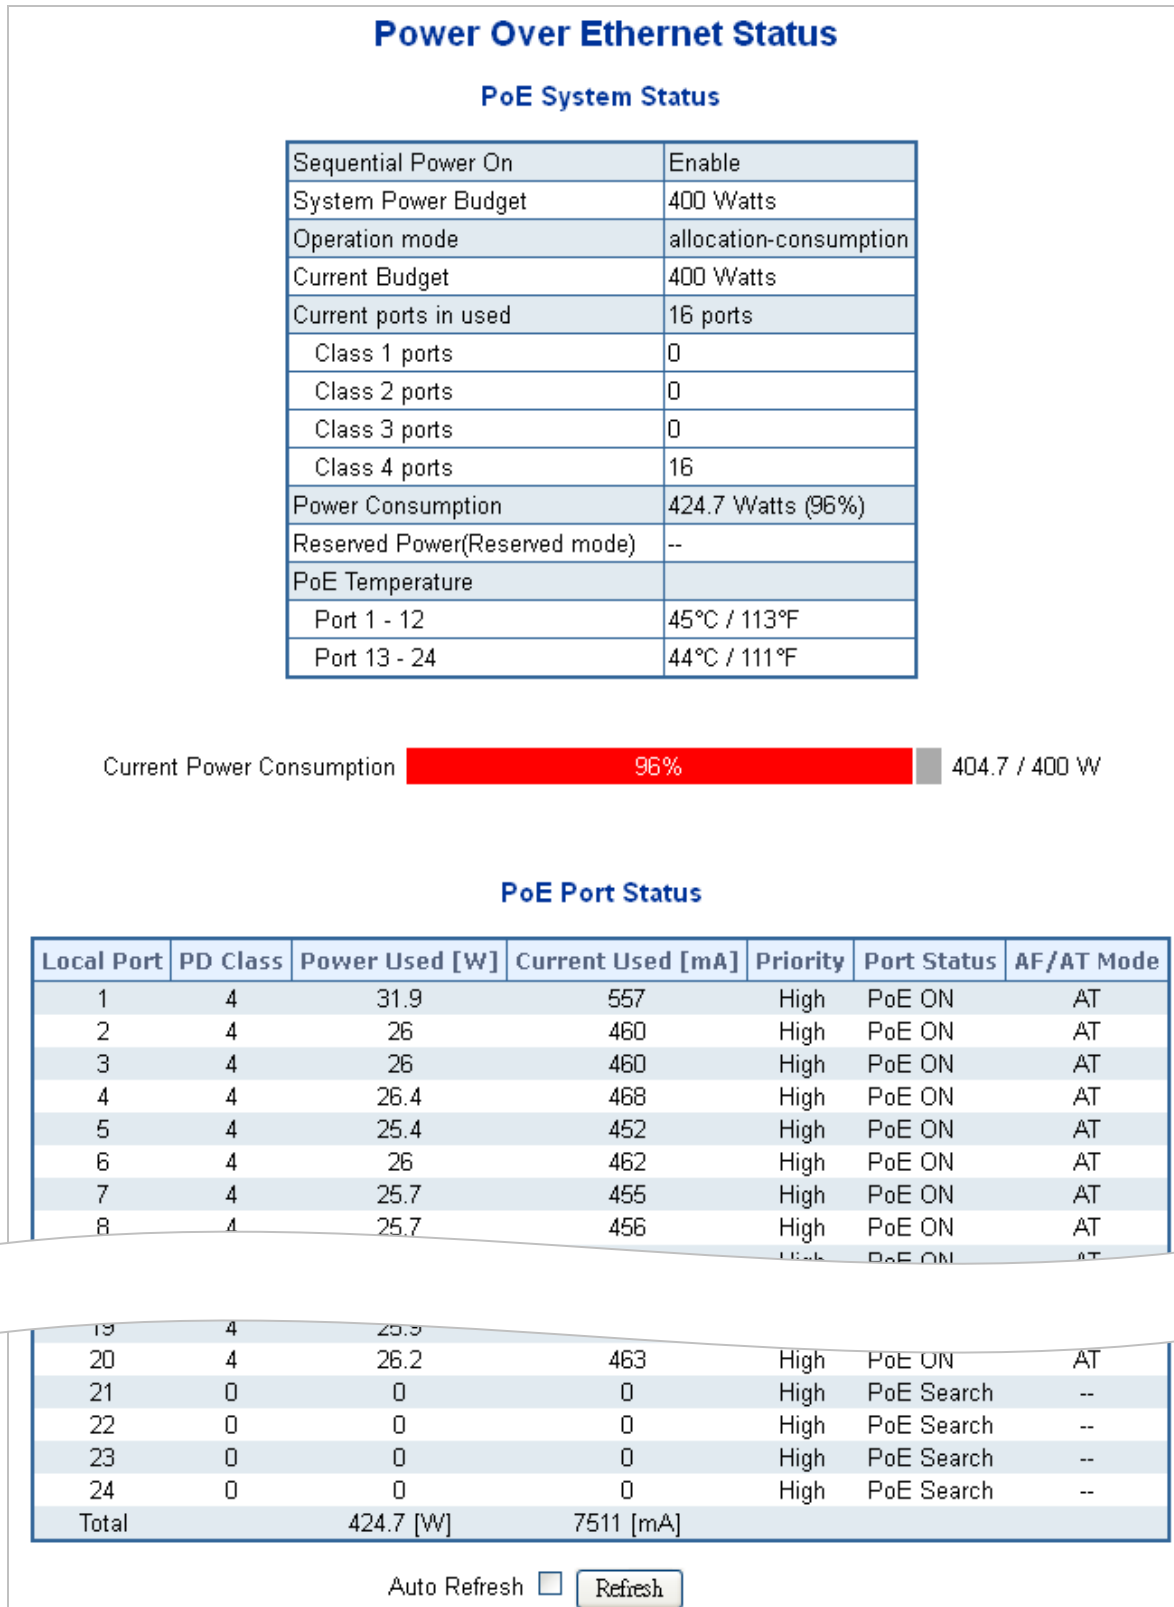 Power Over Ethernet Status
PoE System Status
Sequential Power On Enable
System Power Budget 400 Watts
Operation mode allocation-consumption
Current Budget 400 Watts
Current ports in used 16 ports
Class 1 ports 0
Class 2 ports 0
Class 3 ports 0
Class 4 ports 16
Power Consumption 424.7 Watts (96%)
Reserved Power(Reserved mode) --
PoE Temperature
Port 1 - 12 45°C / 113°F
Port 13 - 24 44°C / 111°F
Current Power Consumption 96% 404.7 / 400 W
PoE Port Status
Local Port PD Class Power Used [W] Current Used [mA] Priority Port Status AF/AT Mode
1 4 31.9 557 High PoE ON AT
2 4 26 460 High PoE ON AT
3 4 26 460 High PoE ON AT
4 4 26.4 468 High PoE ON AT
5 4 25.4 452 High PoE ON AT
6 4 26 462 High PoE ON AT
7 4 25.7 455 High PoE ON AT
8 4 25.7 456 High PoE ON AT
High PoE ON AT
19 4 25.9
20 4 26.2 463 High PoE ON AT
21 0 0 0 High PoE Search --
22 0 0 0 High PoE Search --
23 0 0 0 High PoE Search --
24 0 0 0 High PoE Search --
Total 424.7 [W] 7511 [mA]
Auto Refresh Refresh